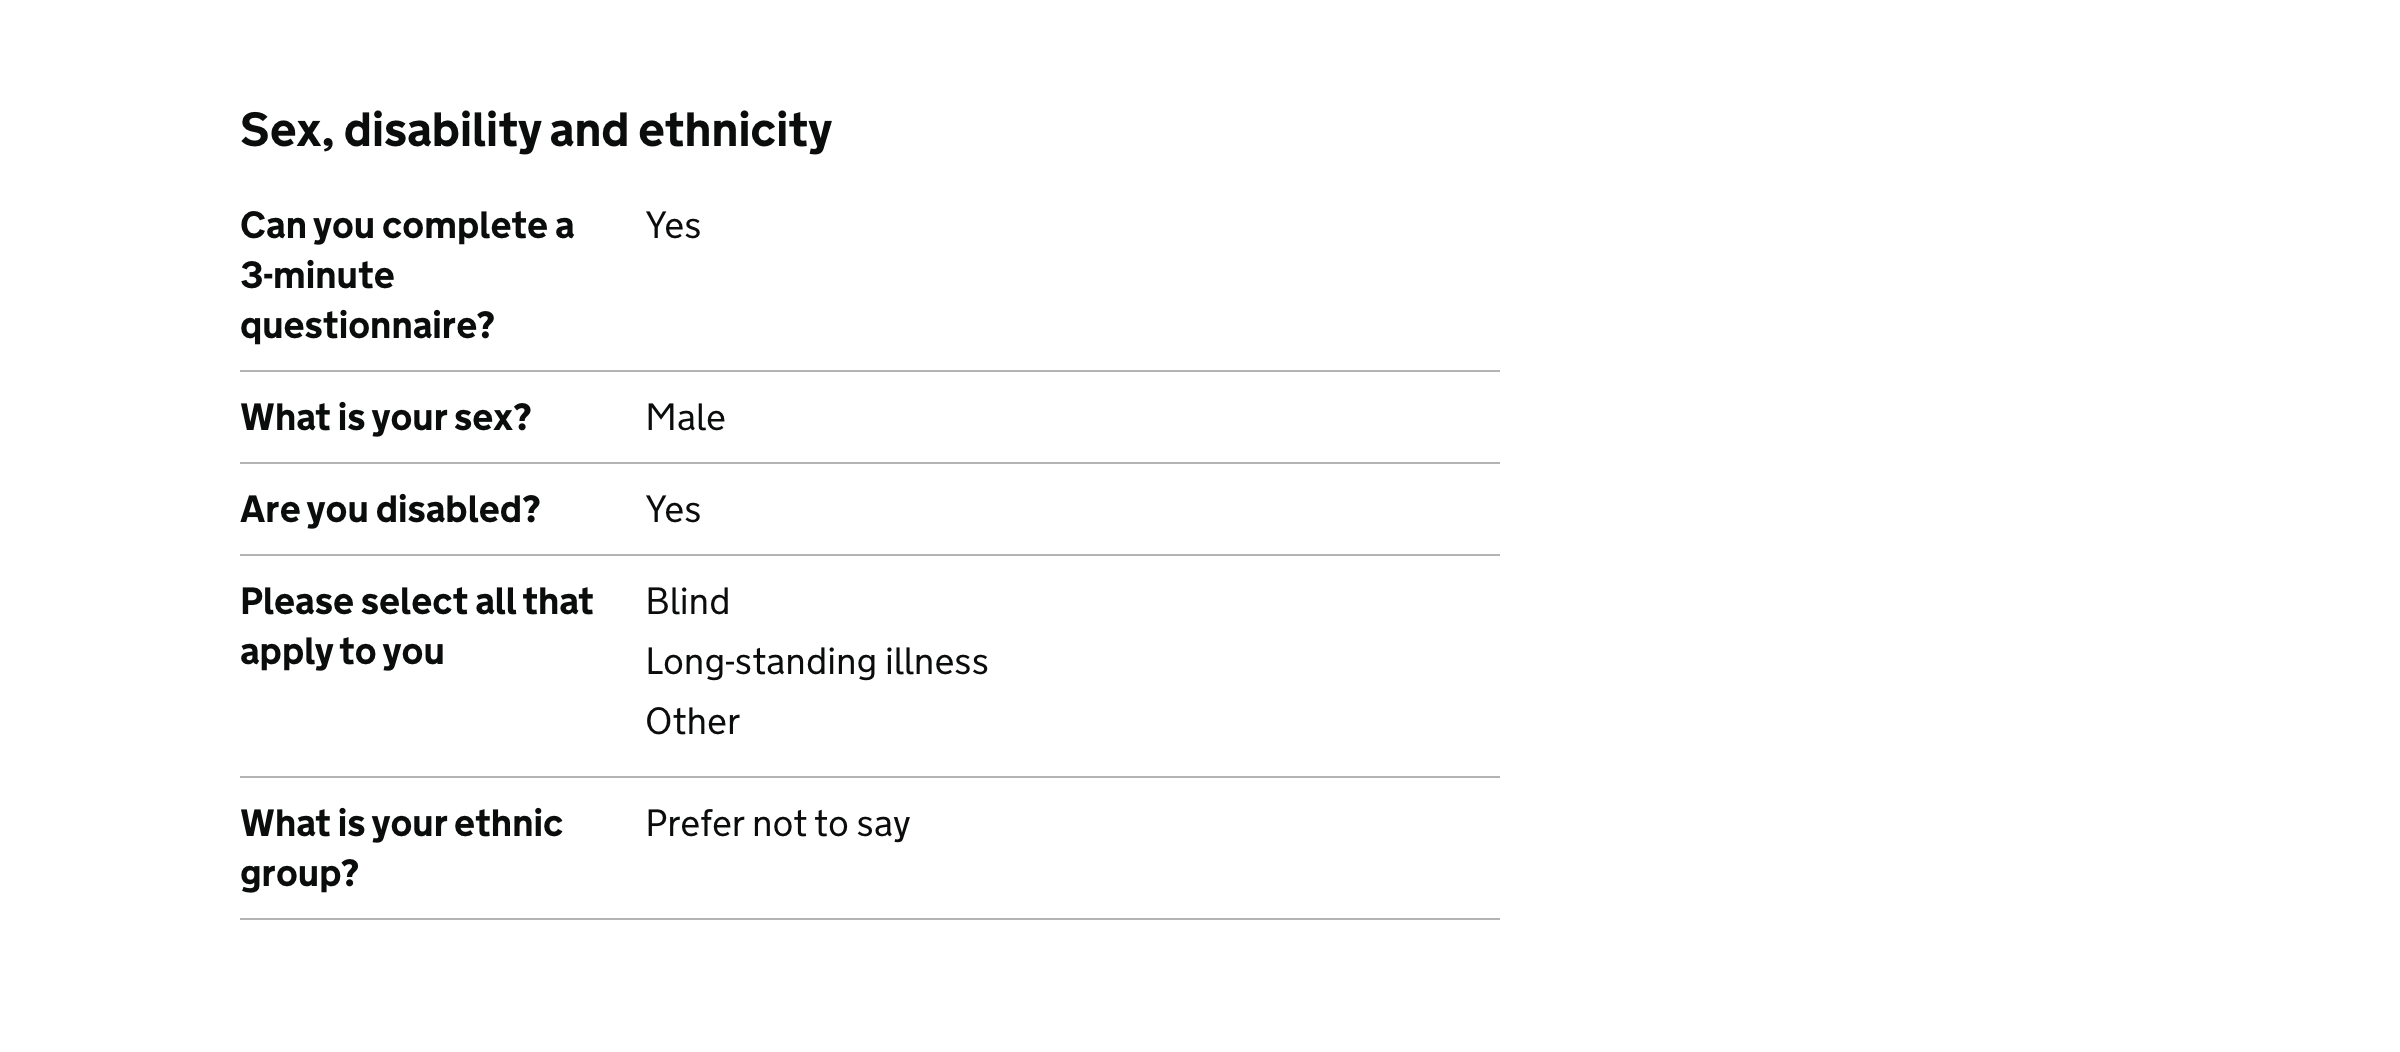 Sex, disability and ethnicity
Can you complete a
3-minute
questionnaire?
Yes
What is your sex?
Male
Are you disabled?
Yes
Please select all that
apply to you
Blind
Long-standing illness
Other
What is your ethnic
group?
Prefer not to say